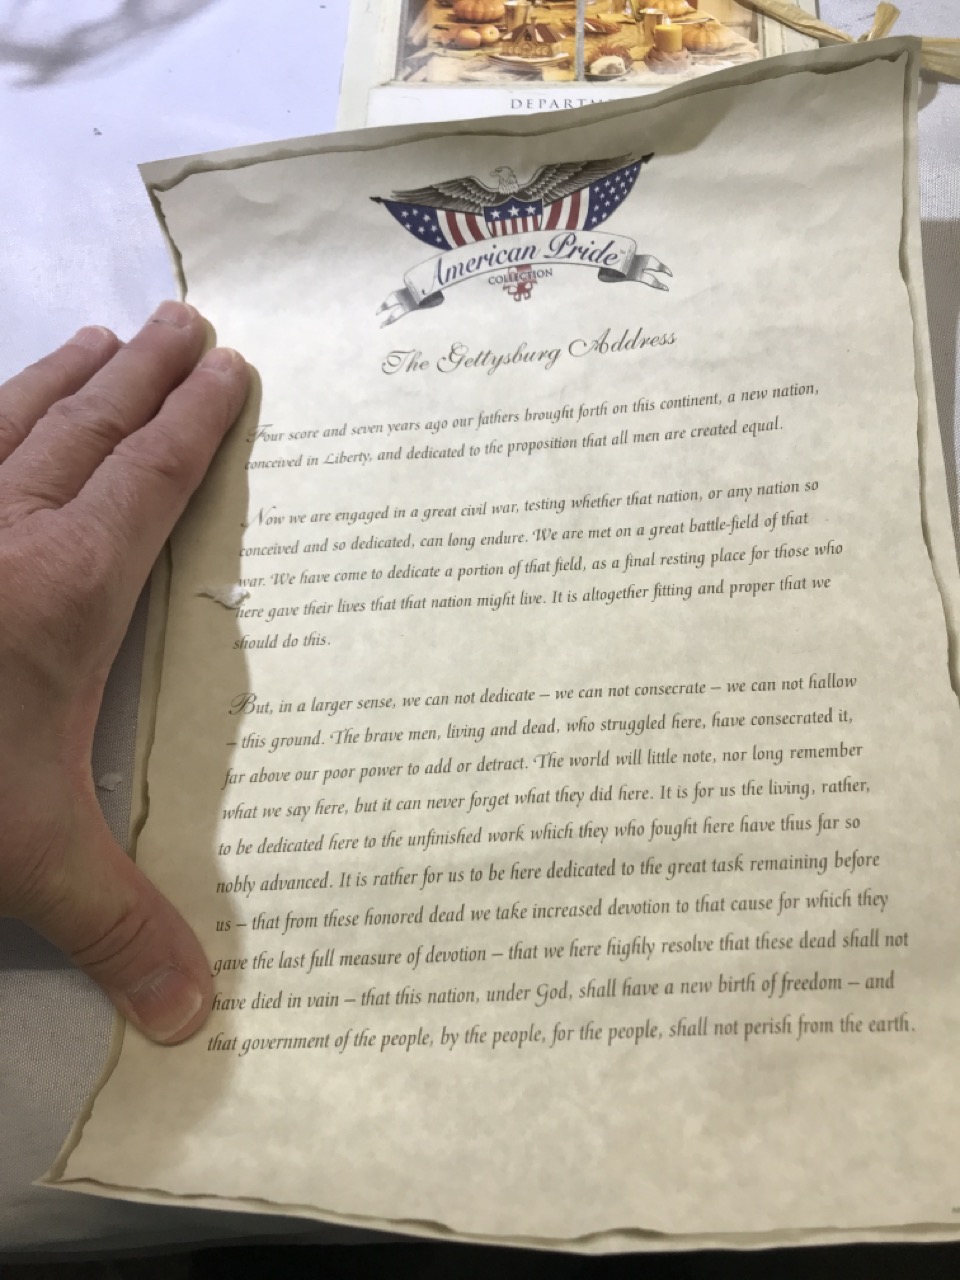 DEPARTM
American Pride
COLLECTION
The Gettysburg Address
Four score and seven years ago our fathers brought forth on this continent, a new nation,
conceived in Liberty, and dedicated to the proposition that all men are created equal.
Now we are engaged in a great civil war, testing whether that nation, or any nation so
conceived and so dedicated, can long endure. We are met on a great battle-field of that
war. We have come to dedicate a portion of that field, as a final resting place for those who
here gave their lives that that nation might live. It is altogether fitting and proper that we
should do this.
But, in a larger sense, we can not dedicate – we can not consecrate – we can not hallow
– this ground. The brave men, living and dead, who struggled here, have consecrated it,
far above our poor power to add or detract. The world will little note, nor long remember
what we say here, but it can never forget what they did here. It is for us the living, rather,
to be dedicated here to the unfinished work which they who fought here have thus far so
nobly advanced. It is rather for us to be here dedicated to the great task remaining before
us – that from these honored dead we take increased devotion to that cause for which they
gave the last full measure of devotion – that we here highly resolve that these dead shall not
have died in vain – that this nation, under God, shall have a new birth of freedom – and
that government of the people, by the people, for the people, shall not perish from the earth.